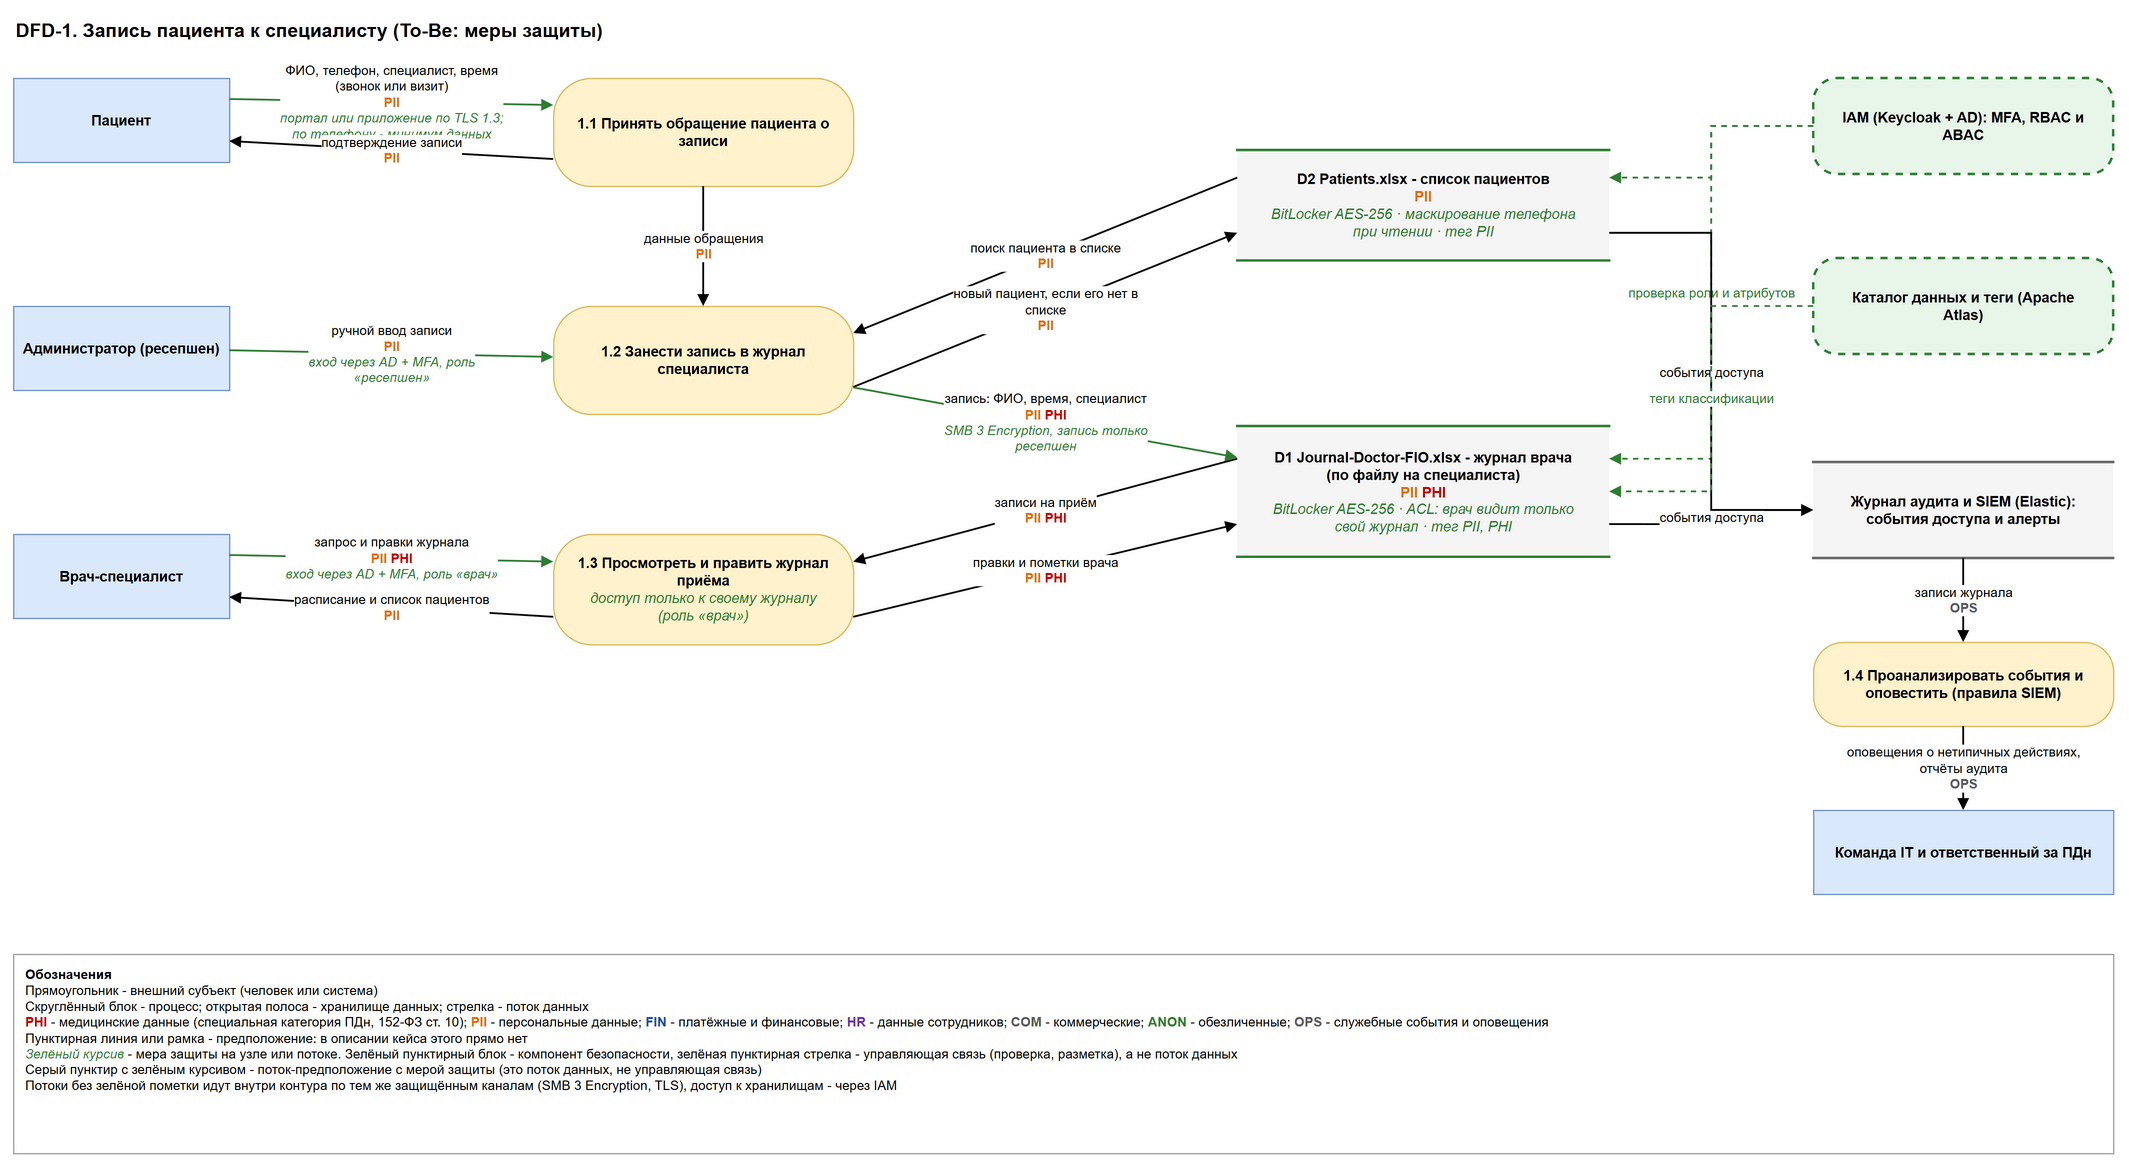 DFD-1. Запись пациента к специалисту (To-Be: меры защиты)
Пациент
ФИО, телефон, специалист, время
(звонок или визит)
PII
портал или приложение по TLS 1.3;
по телефону - минимум данных
подтверждение записи
PII
1.1 Принять обращение пациента о
записи
данные обращения
PII
Администратор (ресепшен)
ручной ввод записи
PII
вход через AD + MFA, роль
«ресепшен»
1.2 Занести запись в журнал
специалиста
поиск пациента в списке
PII
новый пациент, если его нет в
списке
PII
запись: ФИО, время, специалист
PII PHI
SMB 3 Encryption, запись только
ресепшен
Врач-специалист
запрос и правки журнала
PII PHI
вход через AD + MFA, роль «врач»
расписание и список пациентов
PII
1.3 Просмотреть и править журнал
приёма
доступ только к своему журналу
(роль «врач»)
записи на приём
PII PHI
правки и пометки врача
PII PHI
D2 Patients.xlsx - список пациентов
PII
BitLocker AES-256 · маскирование телефона
при чтении · тег PII
D1 Journal-Doctor-FIO.xlsx - журнал врача
(по файлу на специалиста)
PII PHI
BitLocker AES-256 · ACL: врач видит только
свой журнал · тег PII, PHI
IAM (Keycloak + AD): MFA, RBAC и
ABAC
проверка роли и атрибутов
Каталог данных и теги (Apache
Atlas)
события доступа
теги классификации
события доступа
Журнал аудита и SIEM (Elastic):
события доступа и алерты
записи журнала
OPS
1.4 Проанализировать события и
оповестить (правила SIEM)
оповещения о нетипичных действиях,
отчёты аудита
OPS
Команда IT и ответственный за ПДн
Обозначения
Прямоугольник - внешний субъект (человек или система)
Скруглённый блок - процесс; открытая полоса - хранилище данных; стрелка - поток данных
PHI - медицинские данные (специальная категория ПДн, 152-ФЗ ст. 10); PII - персональные данные; FIN - платёжные и финансовые; HR - данные сотрудников; COM - коммерческие; ANON - обезличенные; OPS - служебные события и оповещения
Пунктирная линия или рамка - предположение: в описании кейса этого прямо нет
Зелёный курсив - мера защиты на узле или потоке. Зелёный пунктирный блок - компонент безопасности, зелёная пунктирная стрелка - управляющая связь (проверка, разметка), а не поток данных
Серый пунктир с зелёным курсивом - поток-предположение с мерой защиты (это поток данных, не управляющая связь)
Потоки без зелёной пометки идут внутри контура по тем же защищённым каналам (SMB 3 Encryption, TLS), доступ к хранилищам - через IAM